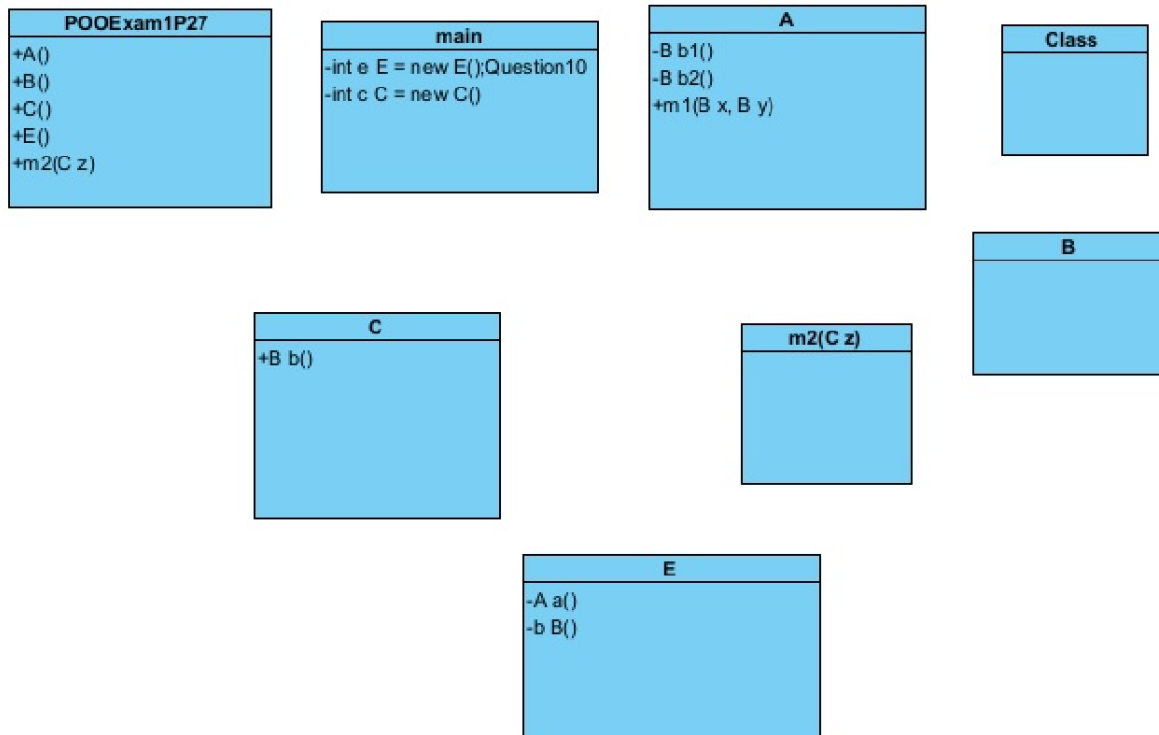 POOExam1P27
+A()
+B()
+C()
+E()
+m2(C z)
main
-int e E = new E();Question10
-int c C = new C()
A
-B b1()
-B b2()
+m1(B x, B y)
Class
B
C
+B b()
m2(C z)
E
-A a()
-b B()